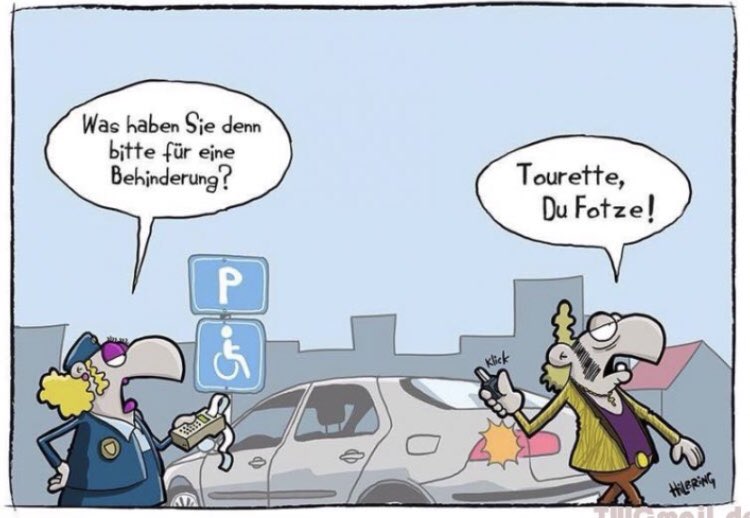 Was haben Sie denn
bitte für eine
Behinderung?
Tourette,
Du Fotze!
P
Klick
HilBRiNG